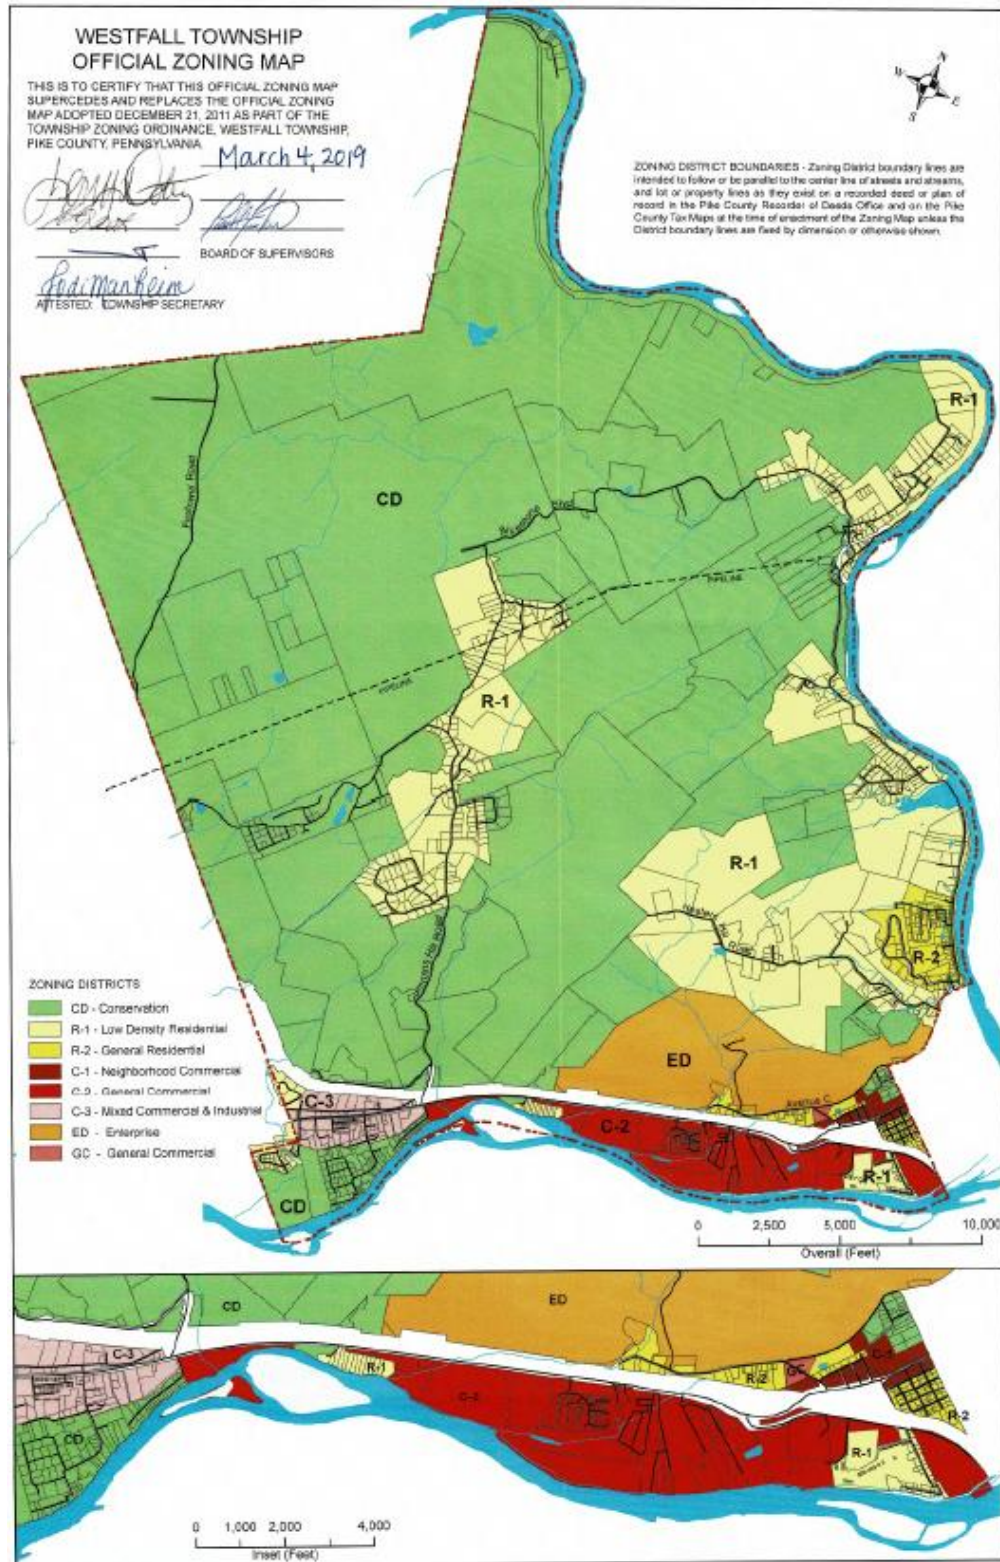 WESTFALL TOWNSHIP
OFFICIAL ZONING MAP
THIS IS TO CERTIFY THAT THIS OFFICIAL ZONING MAP
SUPERCEDES AND REPLACES THE OFFICIAL ZONING
MAP ADOPTED DECEMBER 21, 2011 AS PART OF THE
TOWNSHIP ZONING ORDINANCE, WESTFALL TOWNSHIP,
PIKE COUNTY, PENNSYLVANIA
March 4, 2019
BOARD OF SUPERVISORS
Jodi Manheim
ATTESTED: TOWNSHIP SECRETARY
N
W
E
S
ZONING DISTRICT BOUNDARIES - Zoning District boundary lines are
intended to follow or be parallel to the center line of streets and streams,
and lot or property lines as they exist on a recorded deed or plan of
record in the Pike County Recorder of Deeds Office and on the Pike
County Tax Maps at the time of enactment of the Zoning Map unless the
District boundary lines are fixed by dimension or otherwise shown.
R-1
CD
Road
PIPELINE
PIPELINE
R-1
R-1
Road
R-2
Road
ED
Avenue C
C-3
C-2
R-1
CD
ZONING DISTRICTS
CD - Conservation
R-1 - Low Density Residential
R-2 - General Residential
C-1 - Neighborhood Commercial
C-2 - General Commercial
C-3 - Mixed Commercial & Industrial
ED - Enterprise
GC - General Commercial
0 2,500 5,000 10,000
Overall (Feet)
CD
ED
C-3
R-1
C-2
R-2
GC
R-2
R-1
CD
0 1,000 2,000 4,000
Inset (Feet)